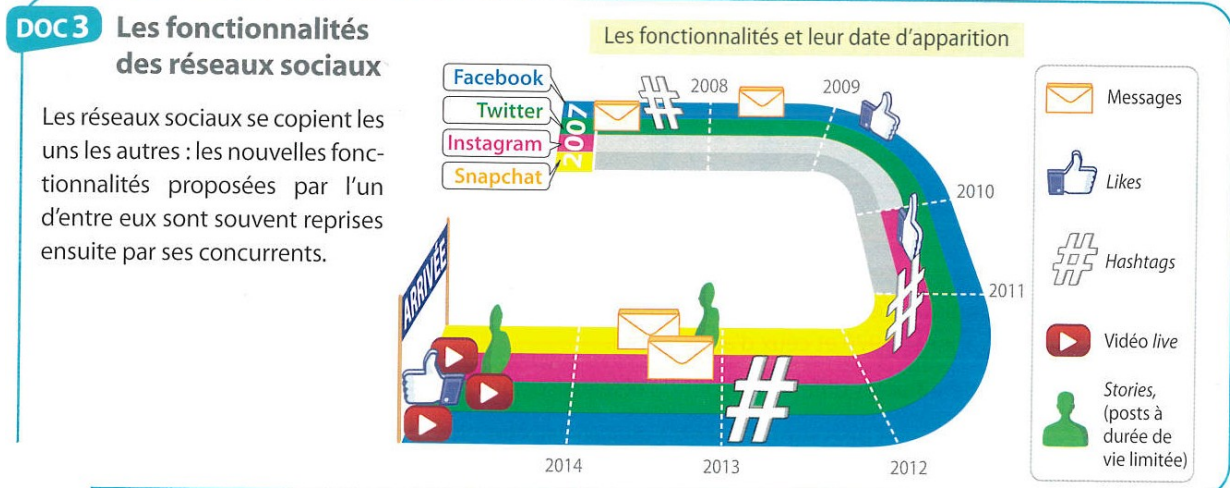 DOC 3 Les fonctionnalités
des réseaux sociaux
Les réseaux sociaux se copient les
uns les autres : les nouvelles fonc-
tionnalités proposées par l'un
d'entre eux sont souvent reprises
ensuite par ses concurrents.
Les fonctionnalités et leur date d'apparition
Facebook
Twitter
Instagram
Snapchat
2007
2008
2009
2010
2011
2012
2013
2014
ARRIVÉE
Messages
Likes
Hashtags
Vidéo live
Stories,
(posts à
durée de
vie limitée)